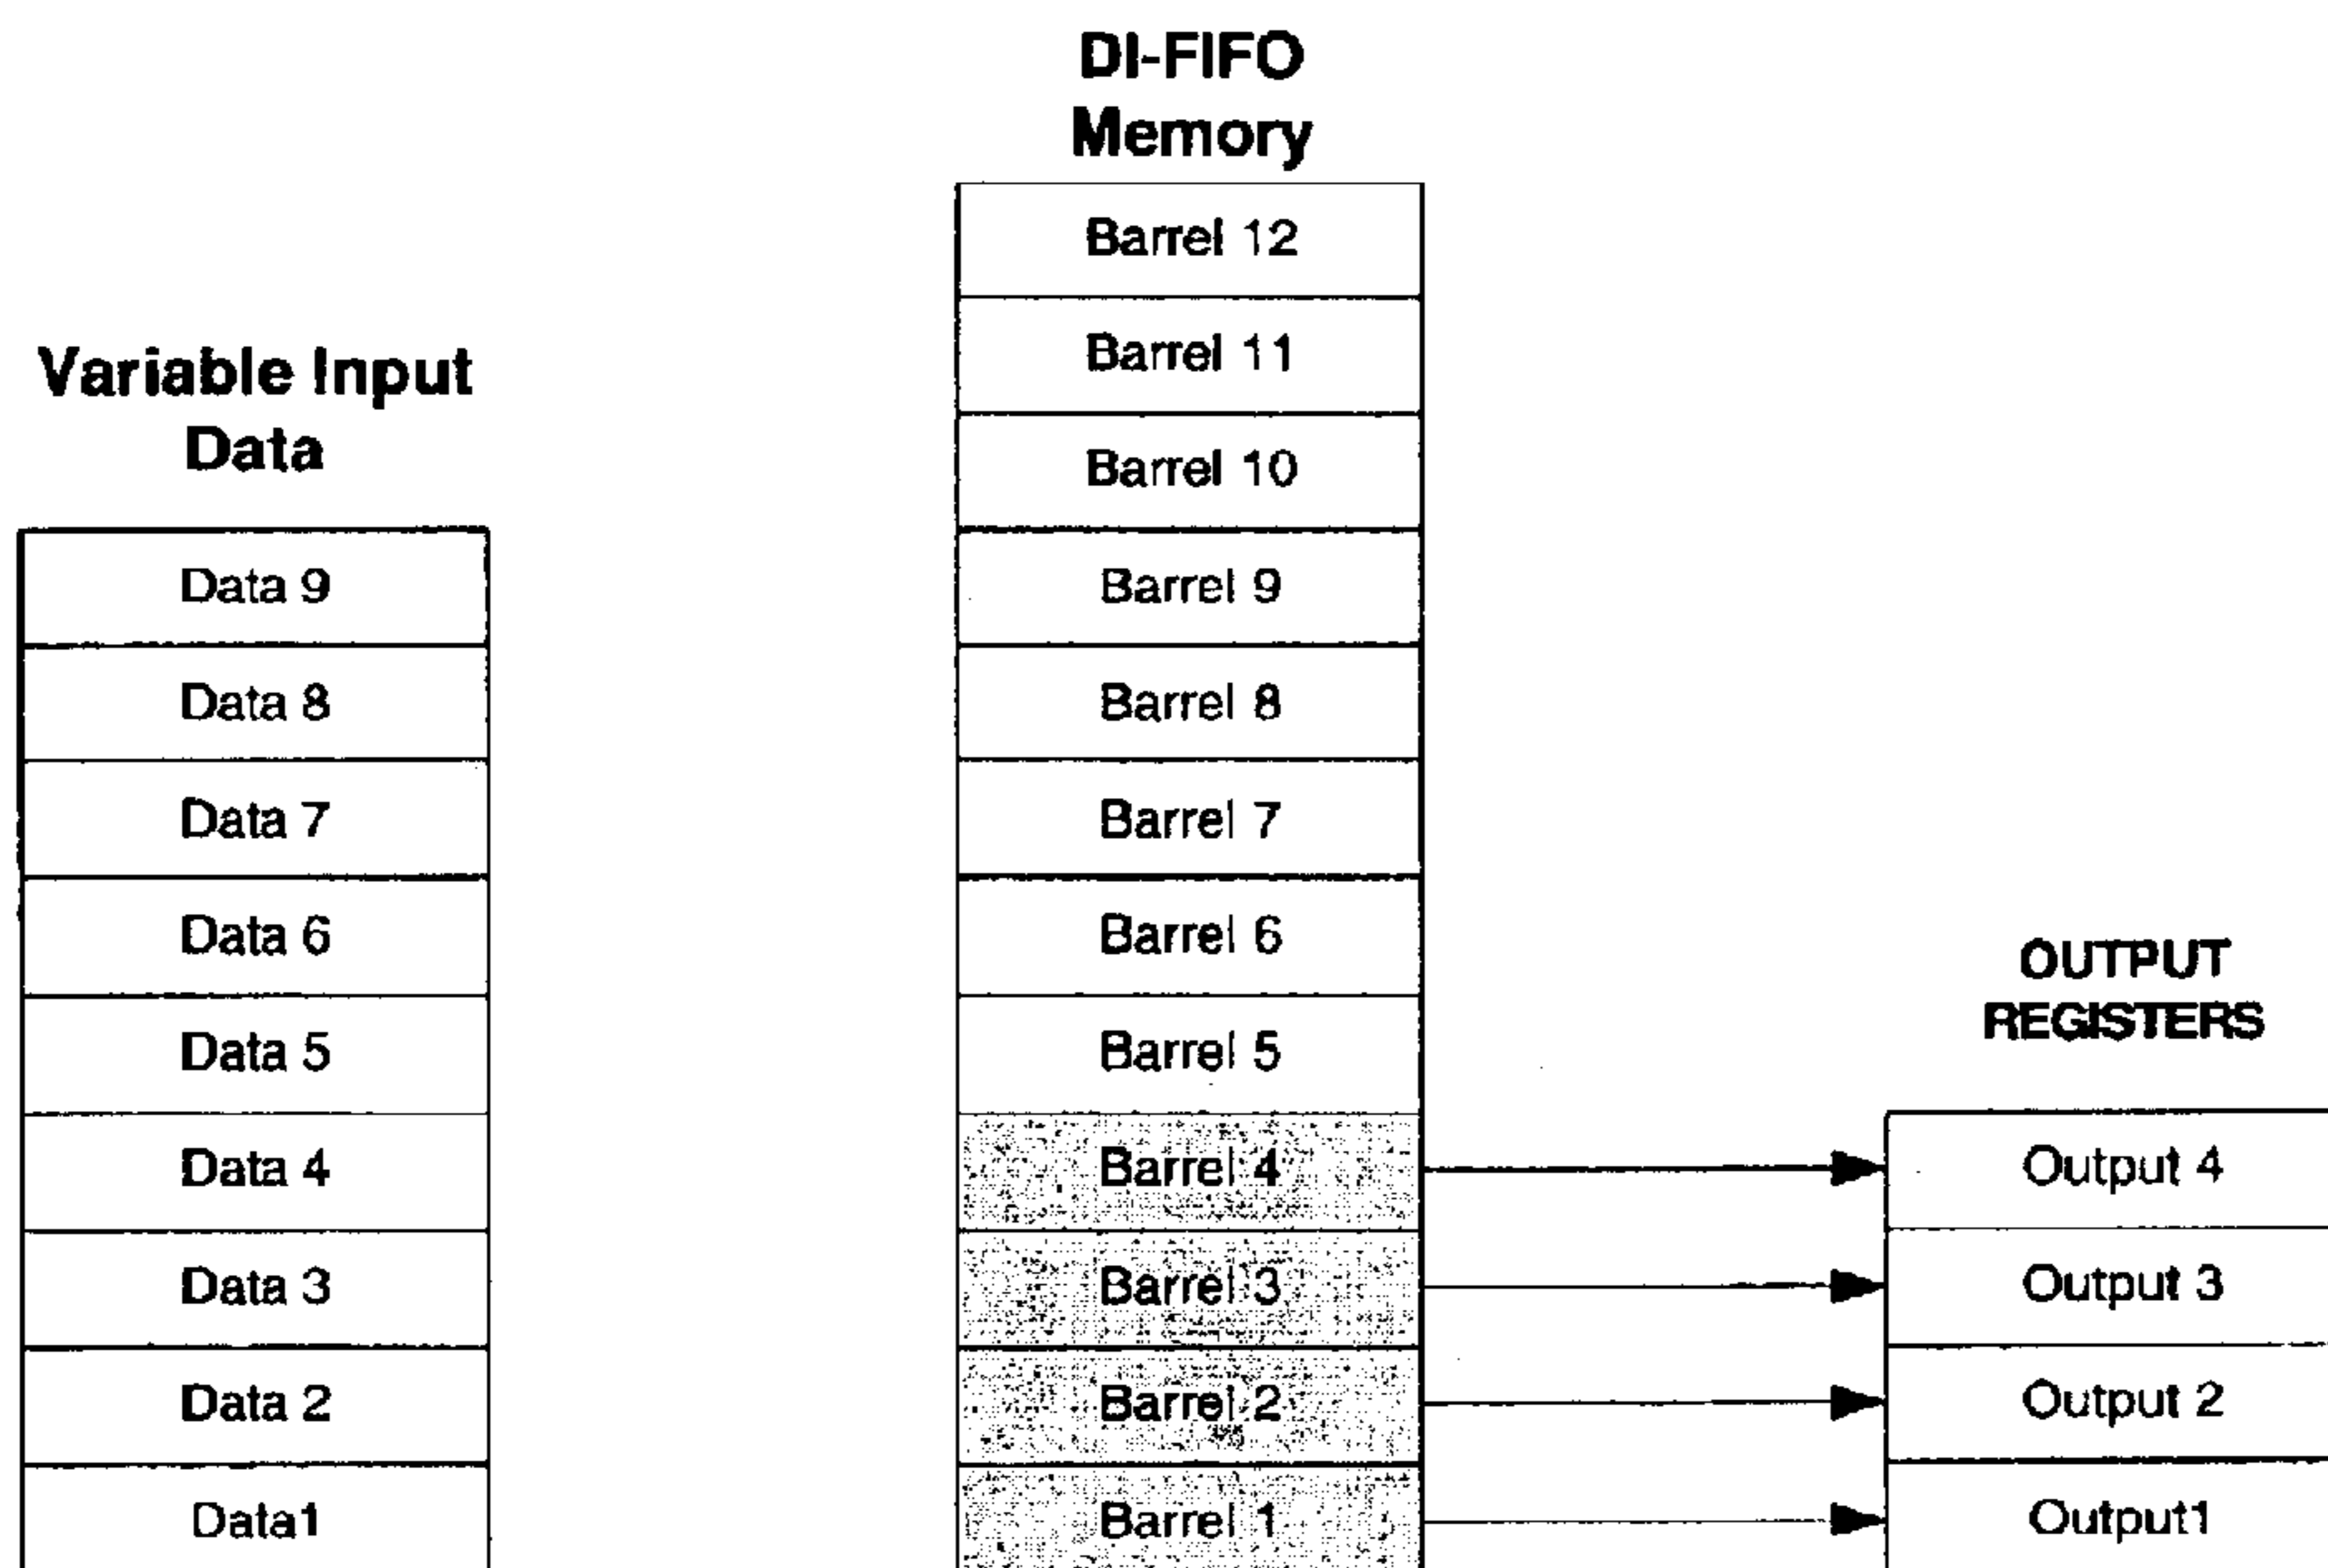 DI-FIFO
Memory
Barrel 12
Barrel 11
Barrel 10
Barrel 9
Barrel 8
Barrel 7
Barrel 6
Barrel 5
Barrel 4
Barrel 3
Barrel 2
Barrel 1
Variable Input
Data
Data 9
Data 8
Data 7
Data 6
Data 5
Data 4
Data 3
Data 2
Data1
OUTPUT
REGISTERS
Output 4
Output 3
Output 2
Output1